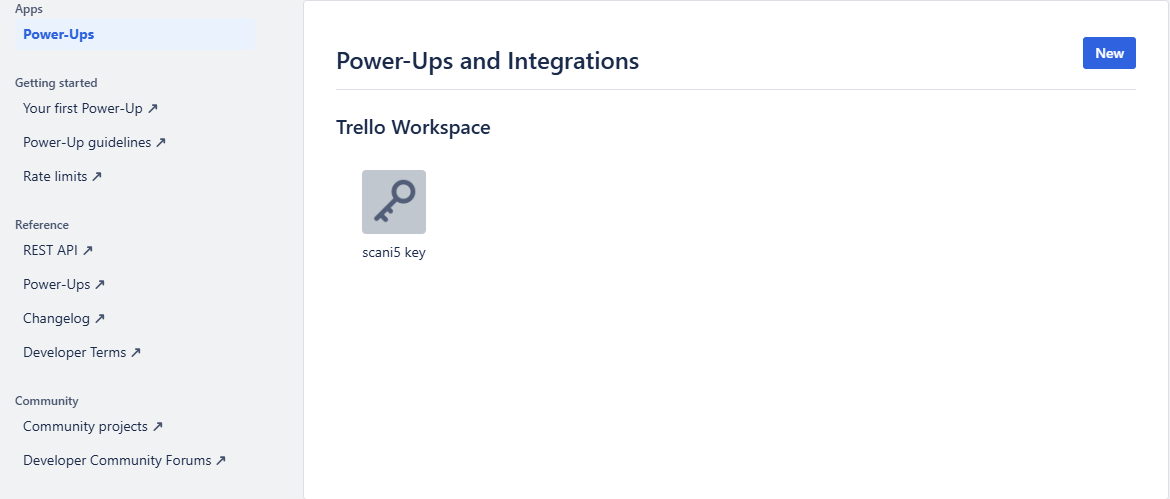 Apps
Power-Ups
Getting started
Your first Power-Up ↗
Power-Up guidelines ↗
Rate limits ↗
Reference
REST API ↗
Power-Ups ↗
Changelog ↗
Developer Terms ↗
Community
Community projects ↗
Developer Community Forums ↗
Power-Ups and Integrations
New
Trello Workspace
scani5 key